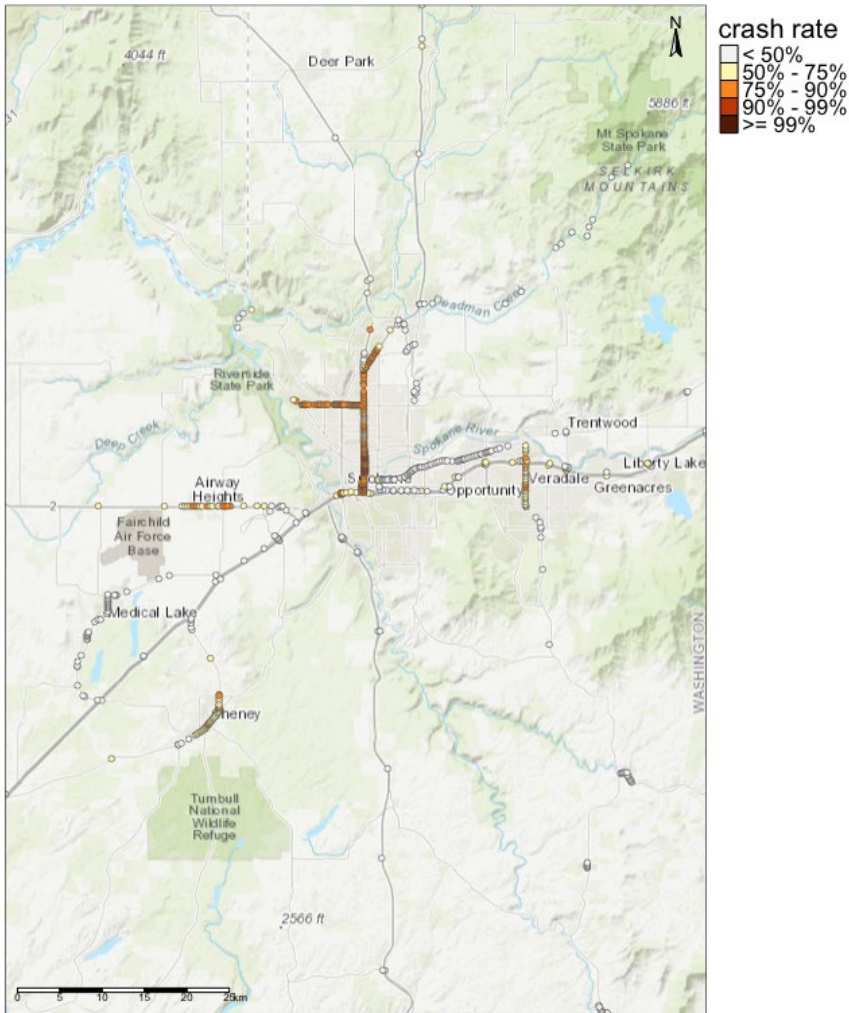 N
crash rate
< 50%
50% - 75%
75% - 90%
90% - 99%
>= 99%
4044 ft
Deer Park
5886 ft
Mt Spokane
State Park
SELKIRK
MOUNTAINS
31
Deadman Creek
Riverside
State Park
Deep Creek
Spokane River
Trentwood
Liberty Lake
Airway
Heights
Opportunity
Veradale
Greenacres
2
Fairchild
Air Force
Base
Medical Lake
WASHINGTON
Cheney
Turnbull
National
Wildlife
Refuge
2566 ft
0 5 10 15 20 25km